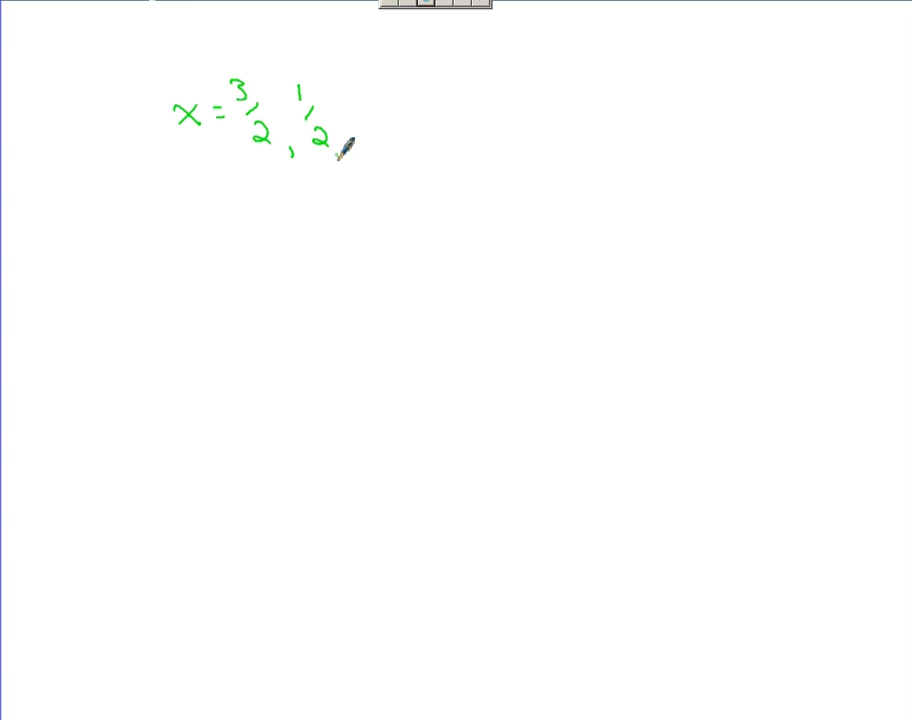 x = 3/2, 1/2